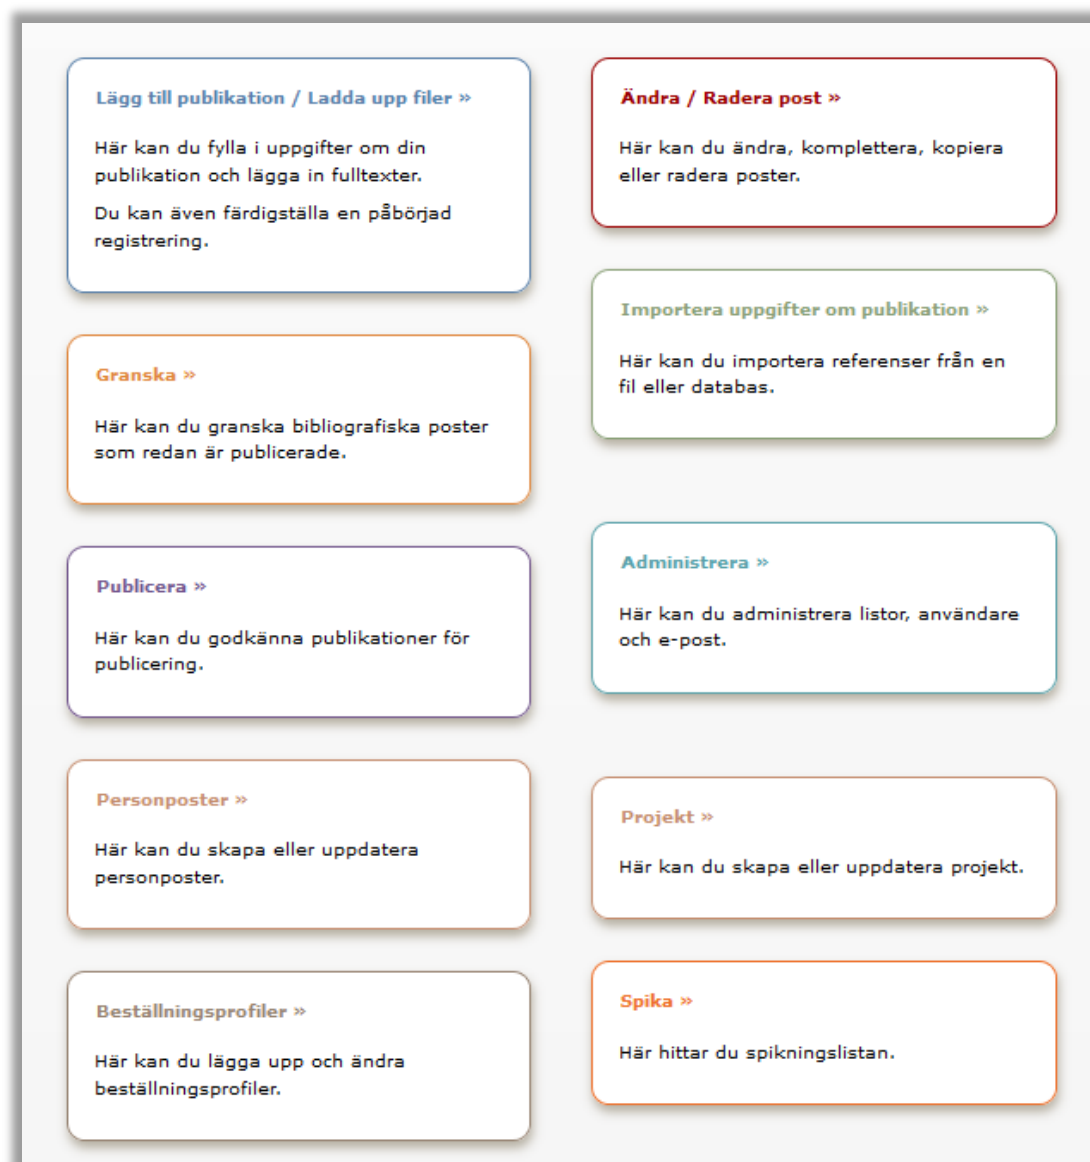 Lägg till publikation / Ladda upp filer »
Här kan du fylla i uppgifter om din
publikation och lägga in fulltexter.
Du kan även färdigställa en påbörjad
registrering.
Granska »
Här kan du granska bibliografiska poster
som redan är publicerade.
Publicera »
Här kan du godkänna publikationer för
publicering.
Personposter »
Här kan du skapa eller uppdatera
personposter.
Beställningsprofiler »
Här kan du lägga upp och ändra
beställningsprofiler.
Ändra / Radera post »
Här kan du ändra, komplettera, kopiera
eller radera poster.
Importera uppgifter om publikation »
Här kan du importera referenser från en
fil eller databas.
Administrera »
Här kan du administrera listor, användare
och e-post.
Projekt »
Här kan du skapa eller uppdatera projekt.
Spika »
Här hittar du spikningslistan.